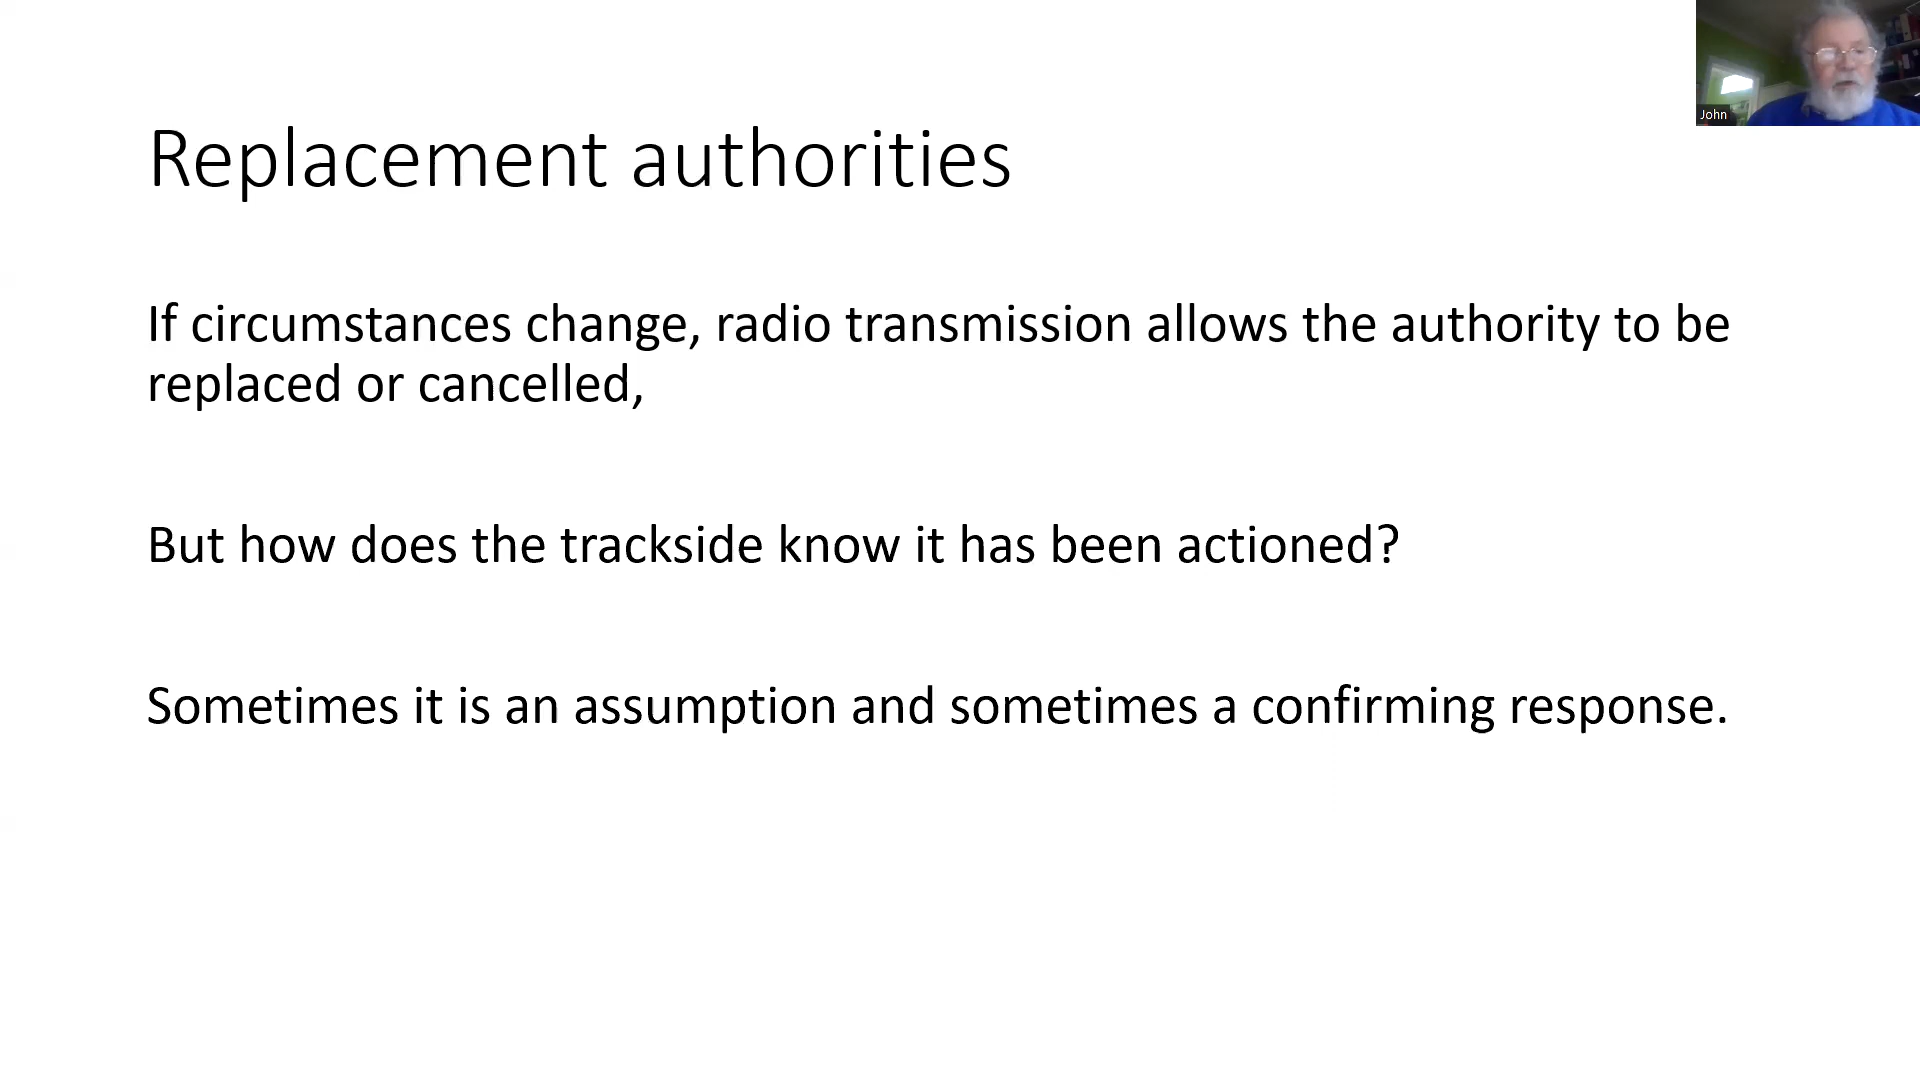 Replacement authorities
If circumstances change, radio transmission allows the authority to be
replaced or cancelled,
But how does the trackside know it has been actioned?
Sometimes it is an assumption and sometimes a confirming response.
John